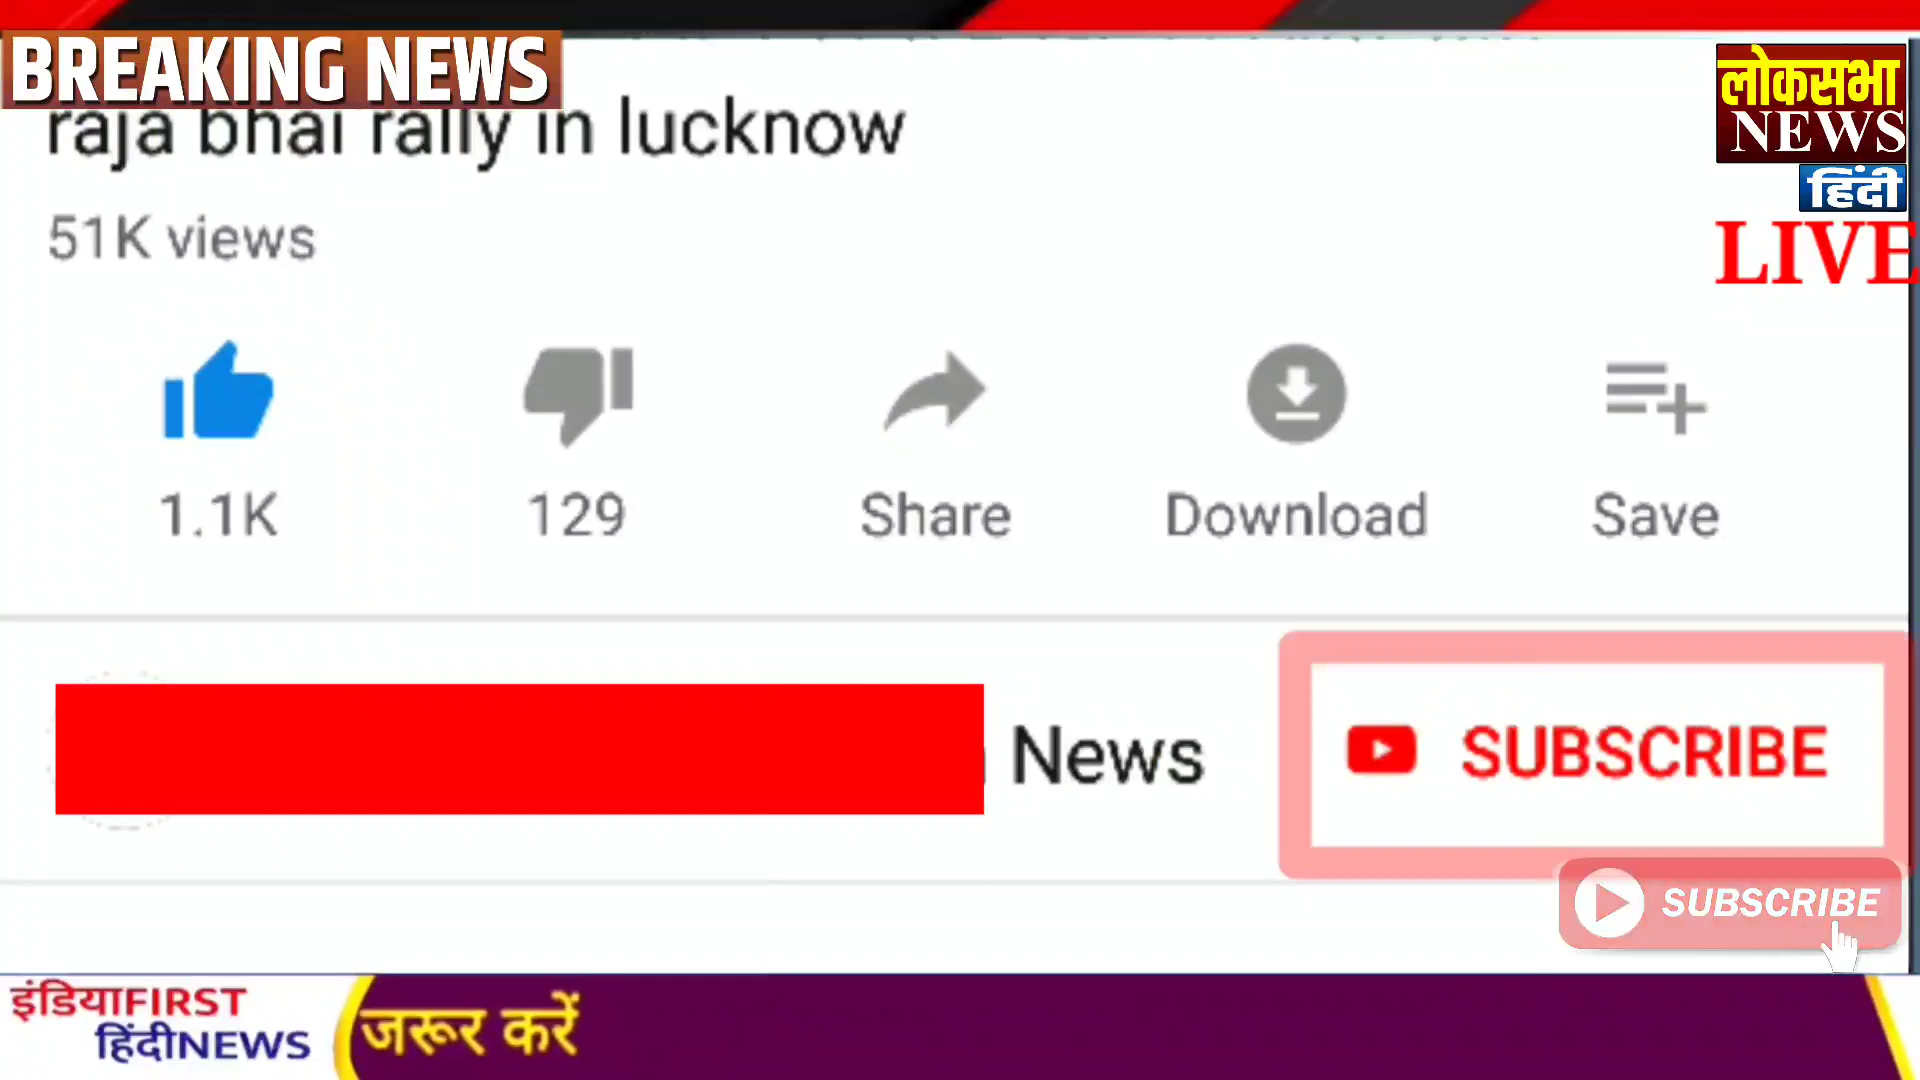 BREAKING NEWS
raja bhai rally in lucknow
51K views
लोकसभा
NEWS
हिंदी
LIVE
1.1K
129
Share
Download
Save
News
SUBSCRIBE
SUBSCRIBE
इंडियाFIRST
हिंदीNEWS
जरूर करें